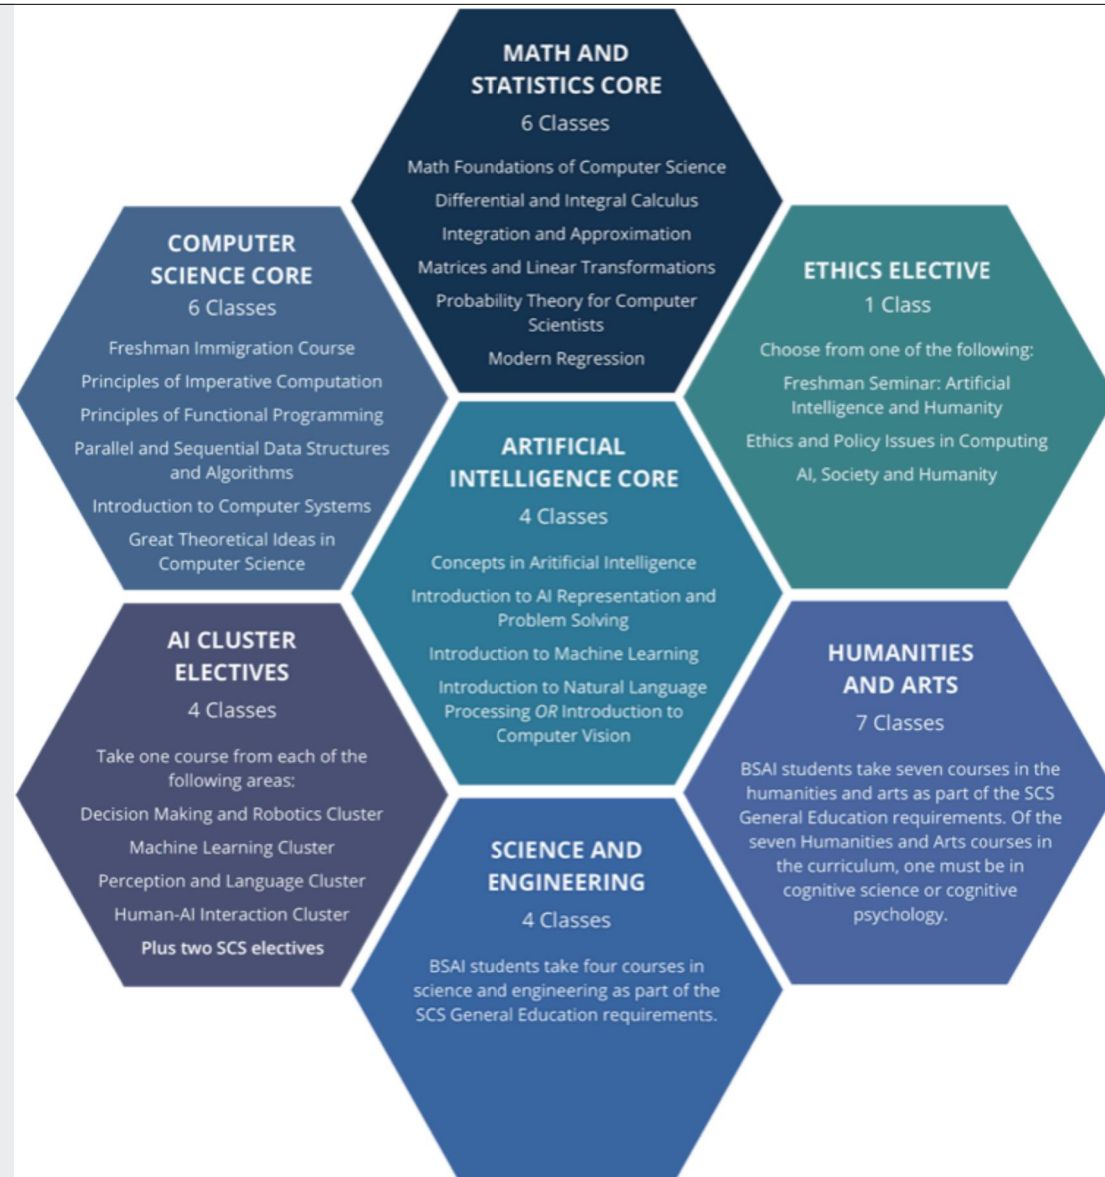 MATH AND
STATISTICS CORE
6 Classes
Math Foundations of Computer Science
Differential and Integral Calculus
Integration and Approximation
Matrices and Linear Transformations
Probability Theory for Computer
Scientists
Modern Regression
COMPUTER
SCIENCE CORE
6 Classes
Freshman Immigration Course
Principles of Imperative Computation
Principles of Functional Programming
Parallel and Sequential Data Structures
and Algorithms
Introduction to Computer Systems
Great Theoretical Ideas in
Computer Science
ETHICS ELECTIVE
1 Class
Choose from one of the following:
Freshman Seminar: Artificial
Intelligence and Humanity
Ethics and Policy Issues in Computing
AI, Society and Humanity
ARTIFICIAL
INTELLIGENCE CORE
4 Classes
Concepts in Aritificial Intelligence
Introduction to AI Representation and
Problem Solving
Introduction to Machine Learning
Introduction to Natural Language
Processing OR Introduction to
Computer Vision
AI CLUSTER
ELECTIVES
4 Classes
Take one course from each of the
following areas:
Decision Making and Robotics Cluster
Machine Learning Cluster
Perception and Language Cluster
Human-AI Interaction Cluster
Plus two SCS electives
HUMANITIES
AND ARTS
7 Classes
BSAI students take seven courses in the
humanities and arts as part of the SCS
General Education requirements. Of the
seven Humanities and Arts courses in
the curriculum, one must be in
cognitive science or cognitive
psychology.
SCIENCE AND
ENGINEERING
4 Classes
BSAI students take four courses in
science and engineering as part of the
SCS General Education requirements.